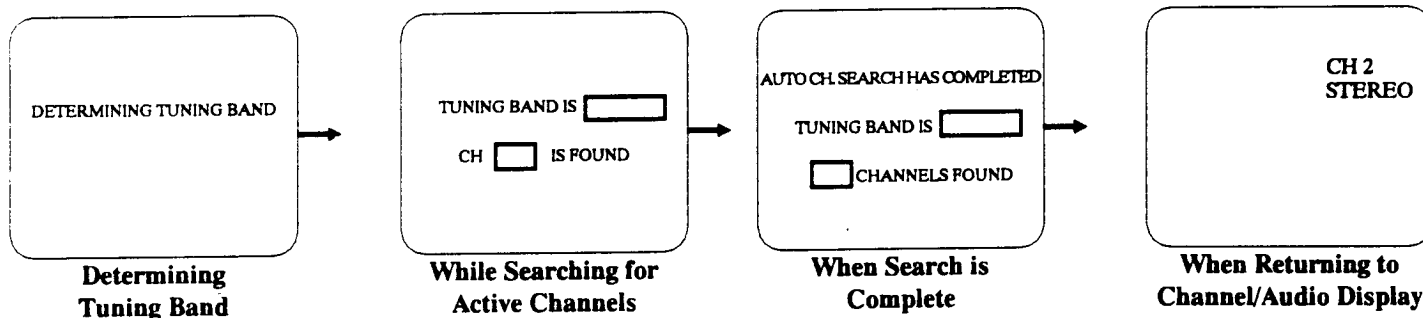 DETERMINING TUNING BAND
Determining
Tuning Band
TUNING BAND IS
CH IS FOUND
While Searching for
Active Channels
AUTO CH. SEARCH HAS COMPLETED
TUNING BAND IS
CHANNELS FOUND
When Search is
Complete
CH 2
STEREO
When Returning to
Channel/Audio Display